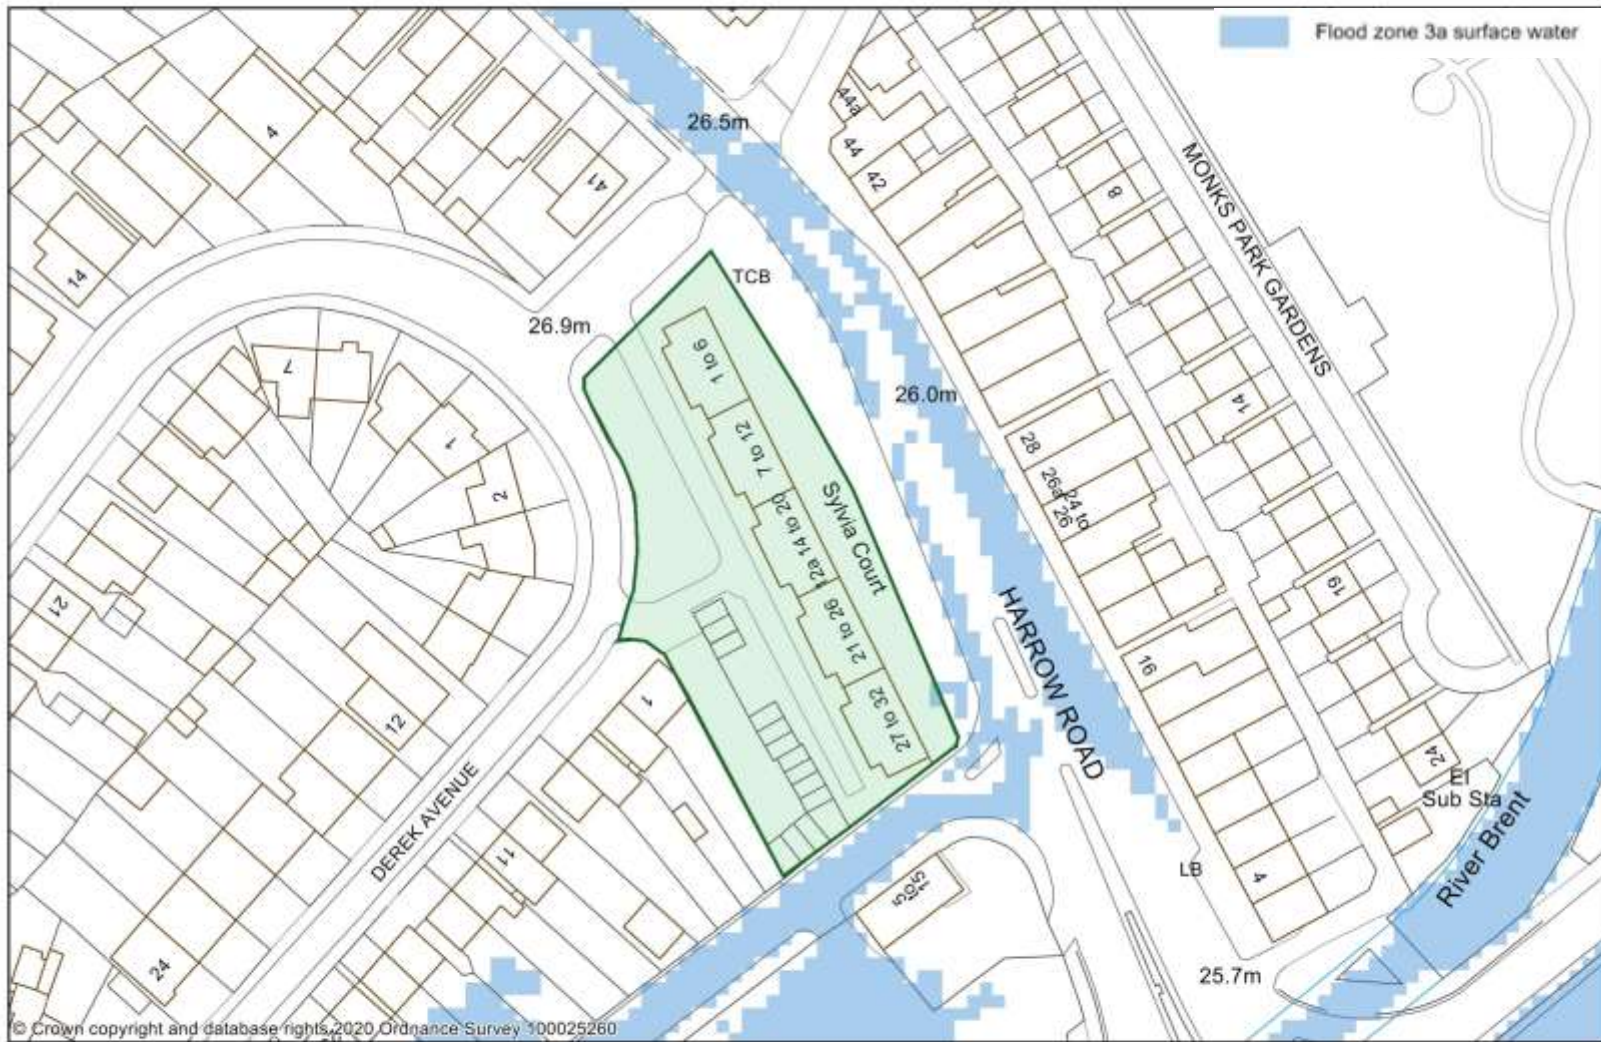 Flood zone 3a surface water
26.5m
44a
44
42
4
41
14
8
MONKS PARK GARDENS
TCB
26.9m
7
1
2
1 to 6
7 to 12
12a 14 to 20
21 to 26
27 to 32
Sylvia Court
26.0m
28
26a
24 to
26
14
19
HARROW ROAD
16
21
12
1
11
24
DEREK AVENUE
24
El
Sub Sta
River Brent
LB
4
25.7m
© Crown copyright and database rights 2020 Ordnance Survey 100025260